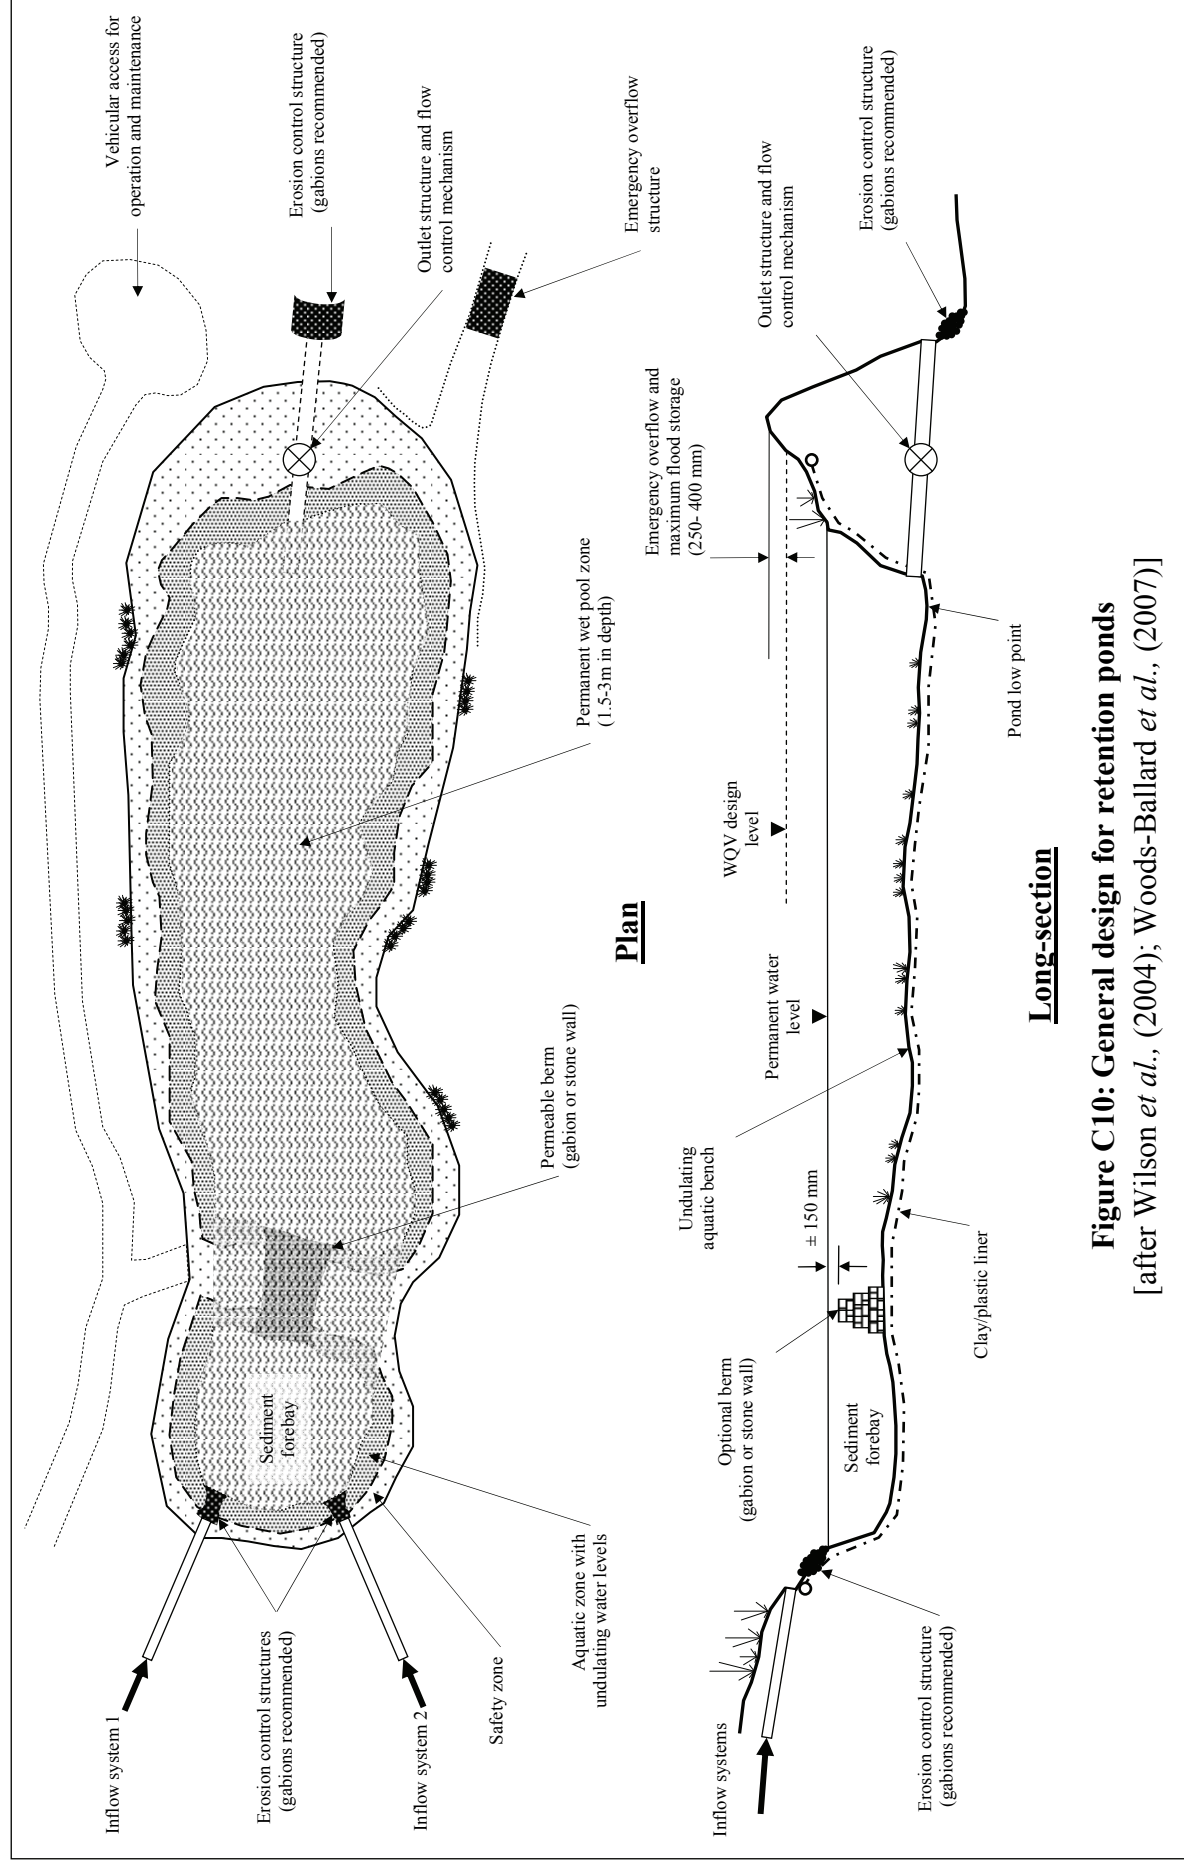 Vehicular access for
operation and maintenance
Erosion control structure
(gabions recommended)
Outlet structure and flow
control mechanism
Emergency overflow
structure
Inflow system 1
Erosion control structures
(gabions recommended)
Inflow system 2
Safety zone
Aquatic zone with
undulating water levels
Sediment
forebay
Permeable berm
(gabion or stone wall)
Permanent wet pool zone
(1.5-3m in depth)
Plan
Inflow systems
Erosion control structure
(gabions recommended)
Optional berm
(gabion or stone wall)
Sediment
forebay
± 150 mm
Clay/plastic liner
Undulating
aquatic bench
Permanent water
level
WQV design
level
Emergency overflow and
maximum flood storage
(250- 400 mm)
Outlet structure and flow
control mechanism
Erosion control structure
(gabions recommended)
Pond low point
Long-section
Figure C10: General design for retention ponds
[after Wilson et al., (2004); Woods-Ballard et al., (2007)]